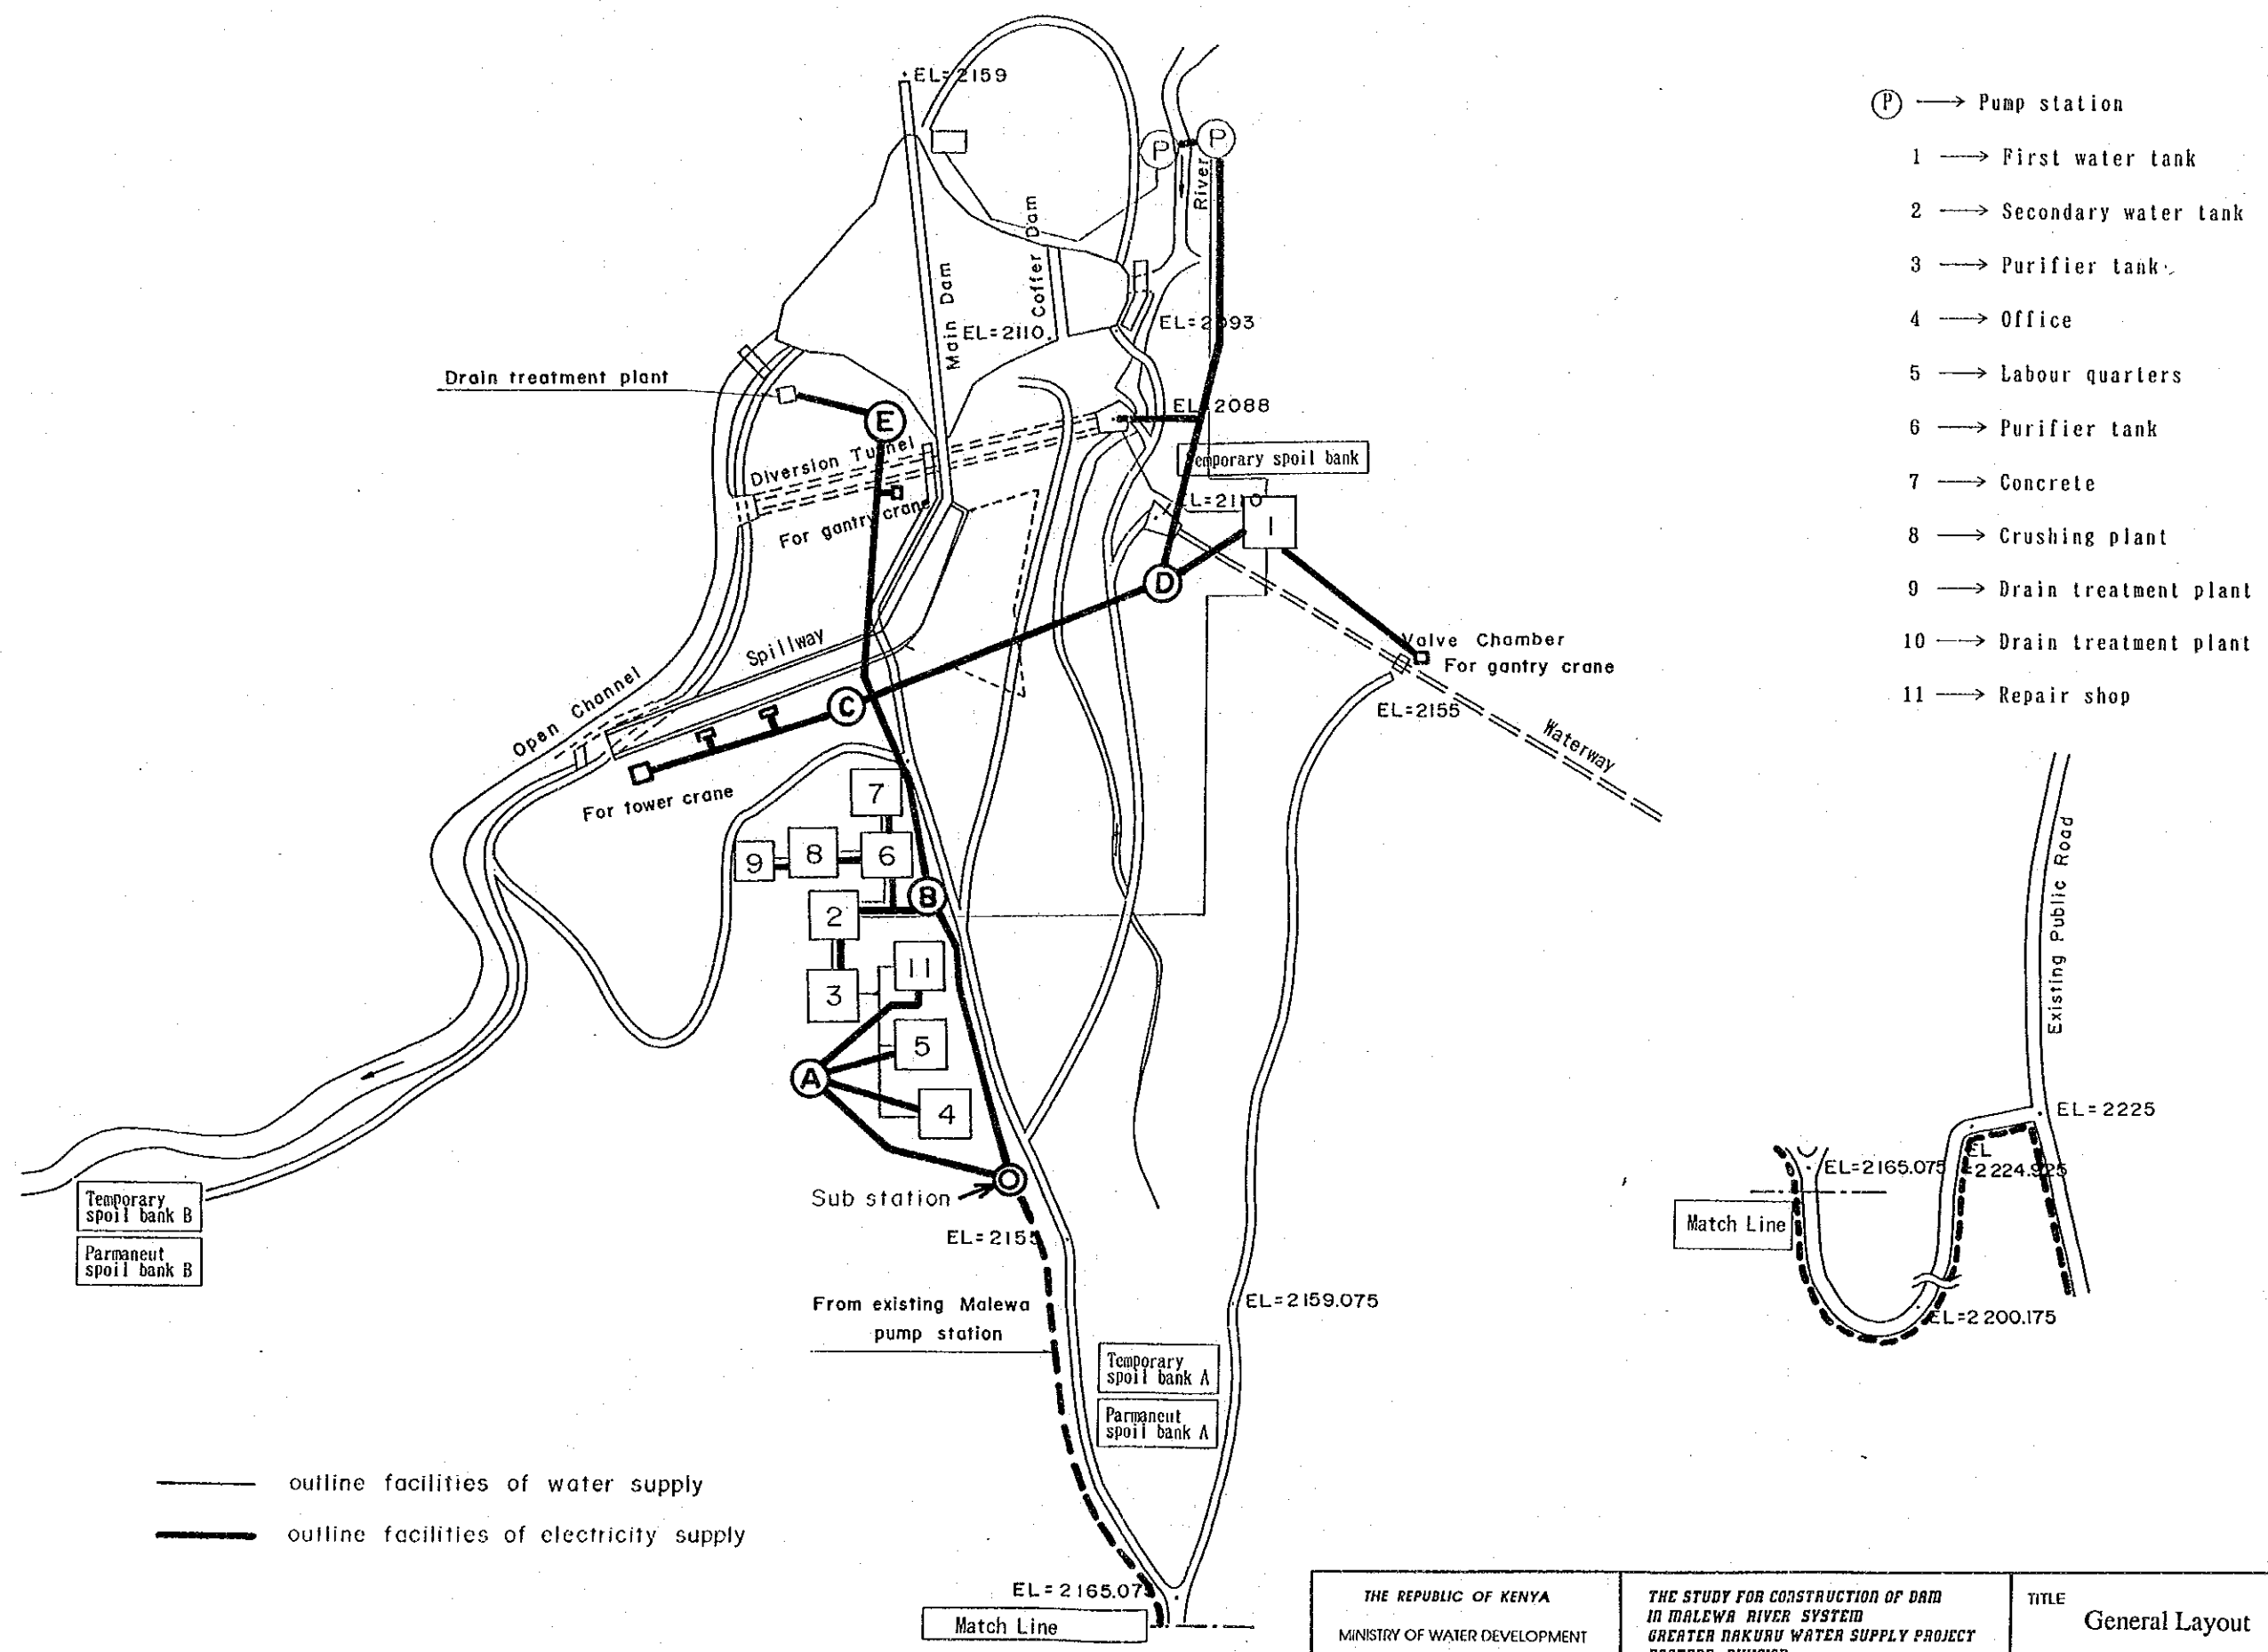 EL=2159
P → Pump station
1 → First water tank
2 → Secondary water tank
3 → Purifier tank
4 → Office
5 → Labour quarters
6 → Purifier tank
7 → Concrete
8 → Crushing plant
9 → Drain treatment plant
10 → Drain treatment plant
11 → Repair shop
P
P
River
Coffer Dam
Main Dam
EL=2110
EL=2093
Drain treatment plant
E
EL=2088
Diversion Tunnel
Temporary spoil bank
For gantry crane
EL=2110
1
D
Spillway
Valve Chamber
For gantry crane
Open Channel
C
EL=2155
Waterway
For tower crane
7
9
8
6
B
2
11
3
5
A
4
Existing Public Road
EL=2225
EL
=2224.925
EL=2165.075
Sub station
Match Line
EL=2155
Temporary
spoil bank B
Parmaneut
spoil bank B
From existing Malewa
pump station
EL=2159.075
EL=2200.175
Temporary
spoil bank A
Parmaneut
spoil bank A
outline facilities of water supply
outline facilities of electricity supply
EL=2165.075
Match Line
THE REPUBLIC OF KENYA
MINISTRY OF WATER DEVELOPMENT
THE STUDY FOR CONSTRUCTION OF DAM
IN MALEWA RIVER SYSTEM
GREATER NAKURU WATER SUPPLY PROJECT
TITLE
General Layout